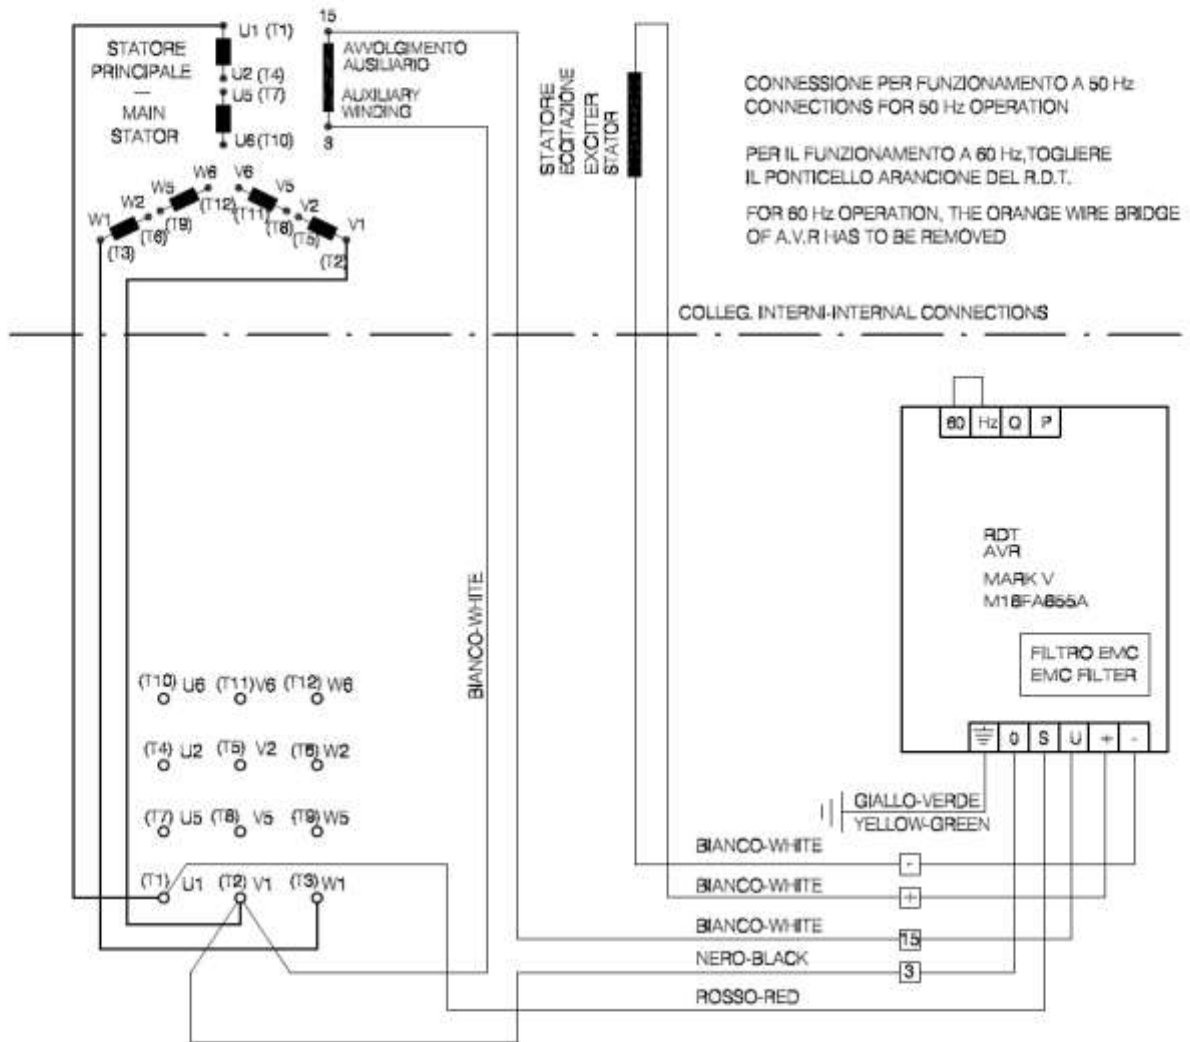 15
U1 (T1)
STATORE
PRINCIPALE
—
MAIN
STATOR
U2 (T4)
U5 (T7)
U6 (T10)
AVVOLGIMENTO
AUSILIARIO
AUXILIARY
WINDING
3
STATORE
ECCITAZIONE
EXCITER
STATOR
CONNESSIONE PER FUNZIONAMENTO A 50 Hz
CONNECTIONS FOR 50 Hz OPERATION
PER IL FUNZIONAMENTO A 60 Hz,TOGLIERE
IL PONTICELLO ARANCIONE DEL R.D.T.
FOR 60 Hz OPERATION, THE ORANGE WIRE BRIDGE
OF A.V.R HAS TO BE REMOVED
W6 V6
W5 V5
W2 V2
W1 V1
(T12) (T11)
(T9) (T8)
(T6) (T5)
(T3) (T2)
COLLEG. INTERNI-INTERNAL CONNECTIONS
60 Hz Q P
RDT
AVR
MARK V
M16FA655A
FILTRO EMC
EMC FILTER
0 S U + -
BIANCO-WHITE
(T10) U6 (T11) V6 (T12) W6
(T4) U2 (T5) V2 (T6) W2
(T7) U5 (T8) V5 (T9) W5
(T1) U1 (T2) V1 (T3) W1
GIALLO-VERDE
YELLOW-GREEN
BIANCO-WHITE -
BIANCO-WHITE +
BIANCO-WHITE 15
NERO-BLACK 3
ROSSO-RED